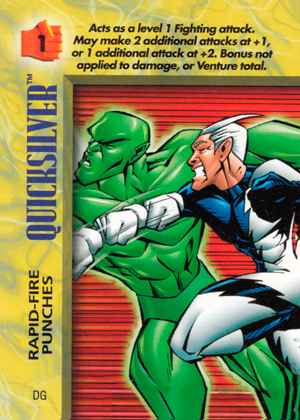 1
Acts as a level 1 Fighting attack.
May make 2 additional attacks at +1,
or 1 additional attack at +2. Bonus not
applied to damage, or Venture total.
QUICKSILVER™
RAPID-FIRE
PUNCHES
DG